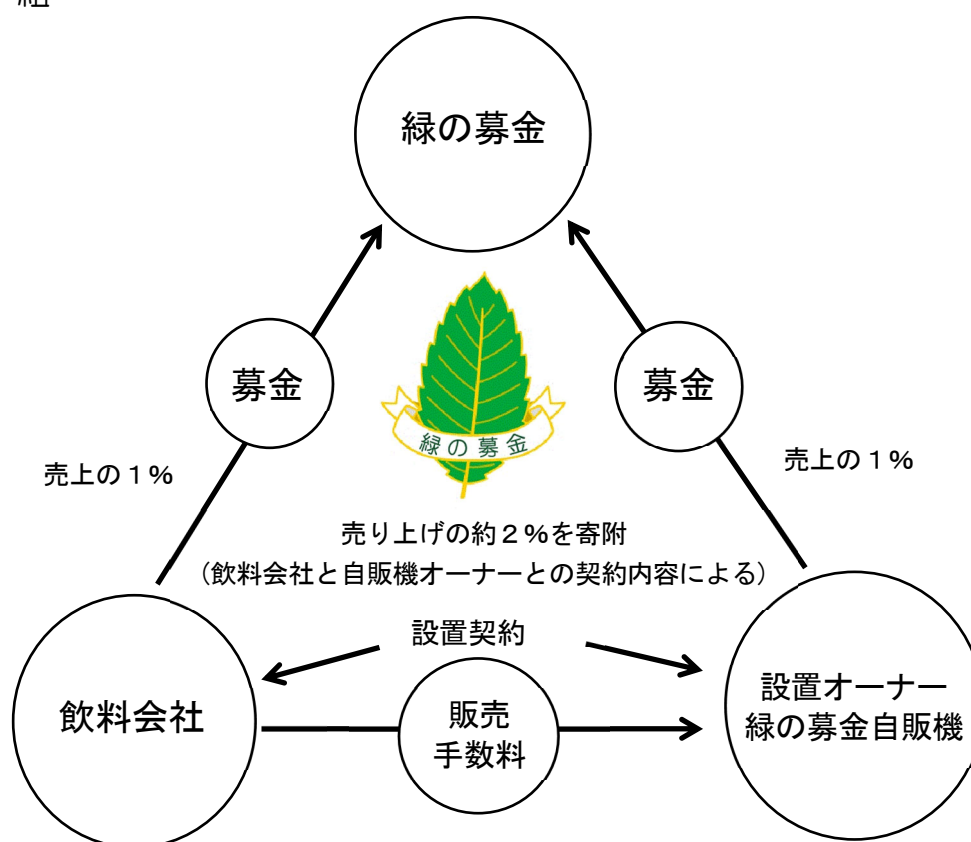 緑の募金
募金
募金
緑の募金
売上の1%
売上の1%
売り上げの約2%を寄附
(飲料会社と自販機オーナーとの契約内容による)
設置契約
飲料会社
販売
手数料
設置オーナー
緑の募金自販機